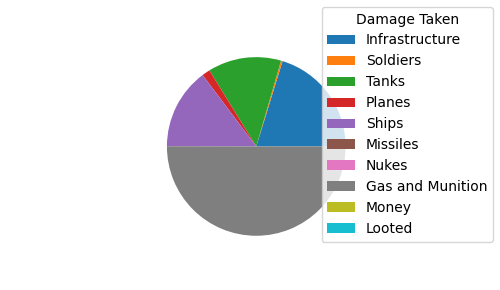 Damage Taken
Infrastructure
Soldiers
Tanks
Planes
Ships
Missiles
Nukes
Gas and Munition
Money
Looted